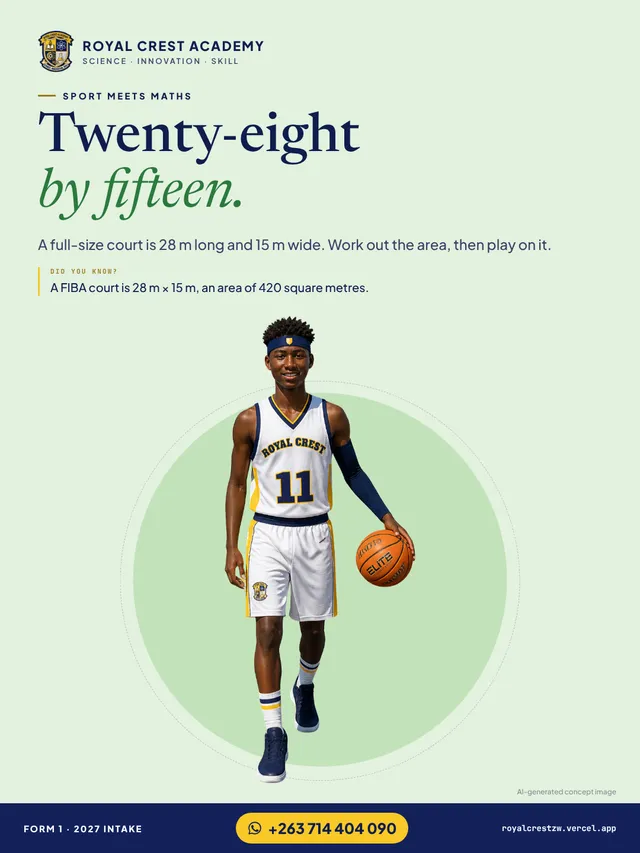 ROYAL CREST ACADEMY
SCIENCE · INNOVATION · SKILL
SPORT MEETS MATHS
Twenty-eight
by fifteen.
A full-size court is 28 m long and 15 m wide. Work out the area, then play on it.
DID YOU KNOW?
A FIBA court is 28 m × 15 m, an area of 420 square metres.
ROYAL CREST
11
ELITE
AI-generated concept image
FORM 1 · 2027 INTAKE
+263 714 404 090
royalcrestzw.vercel.app